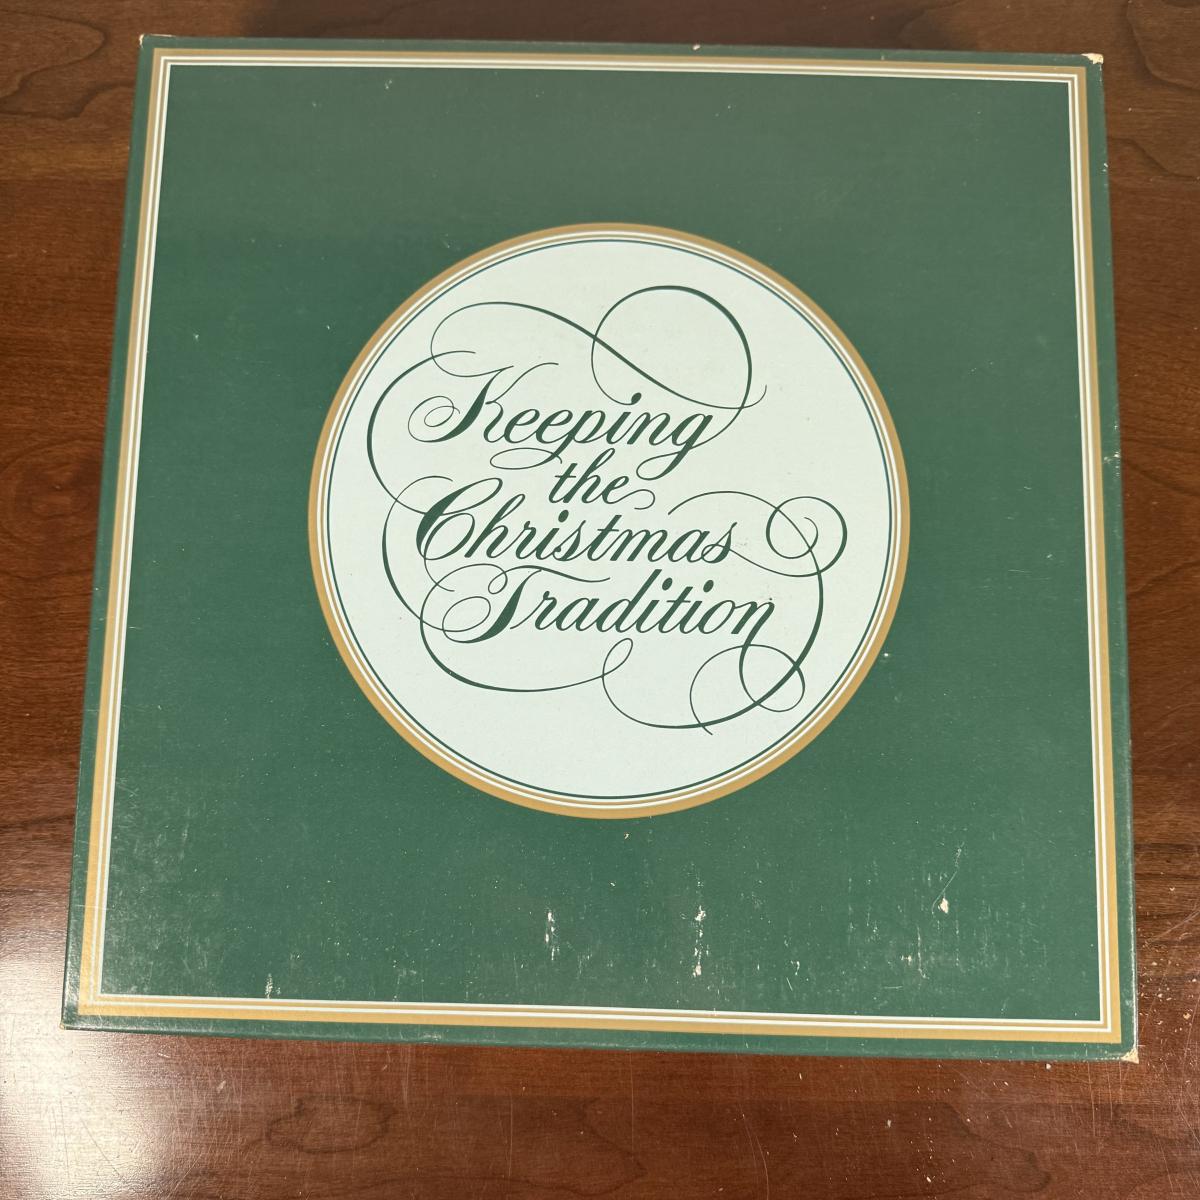 Keeping
the
Christmas
Tradition